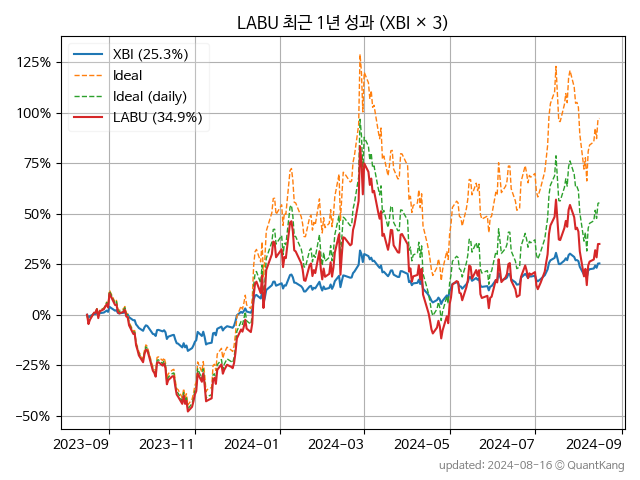 LABU 최근 1년 성과 (XBI × 3)
XBI (25.3%)
Ideal
Ideal (daily)
LABU (34.9%)
125%
100%
75%
50%
25%
0%
−25%
−50%
2023-09
2023-11
2024-01
2024-03
2024-05
2024-07
2024-09
updated: 2024-08-16 © QuantKang